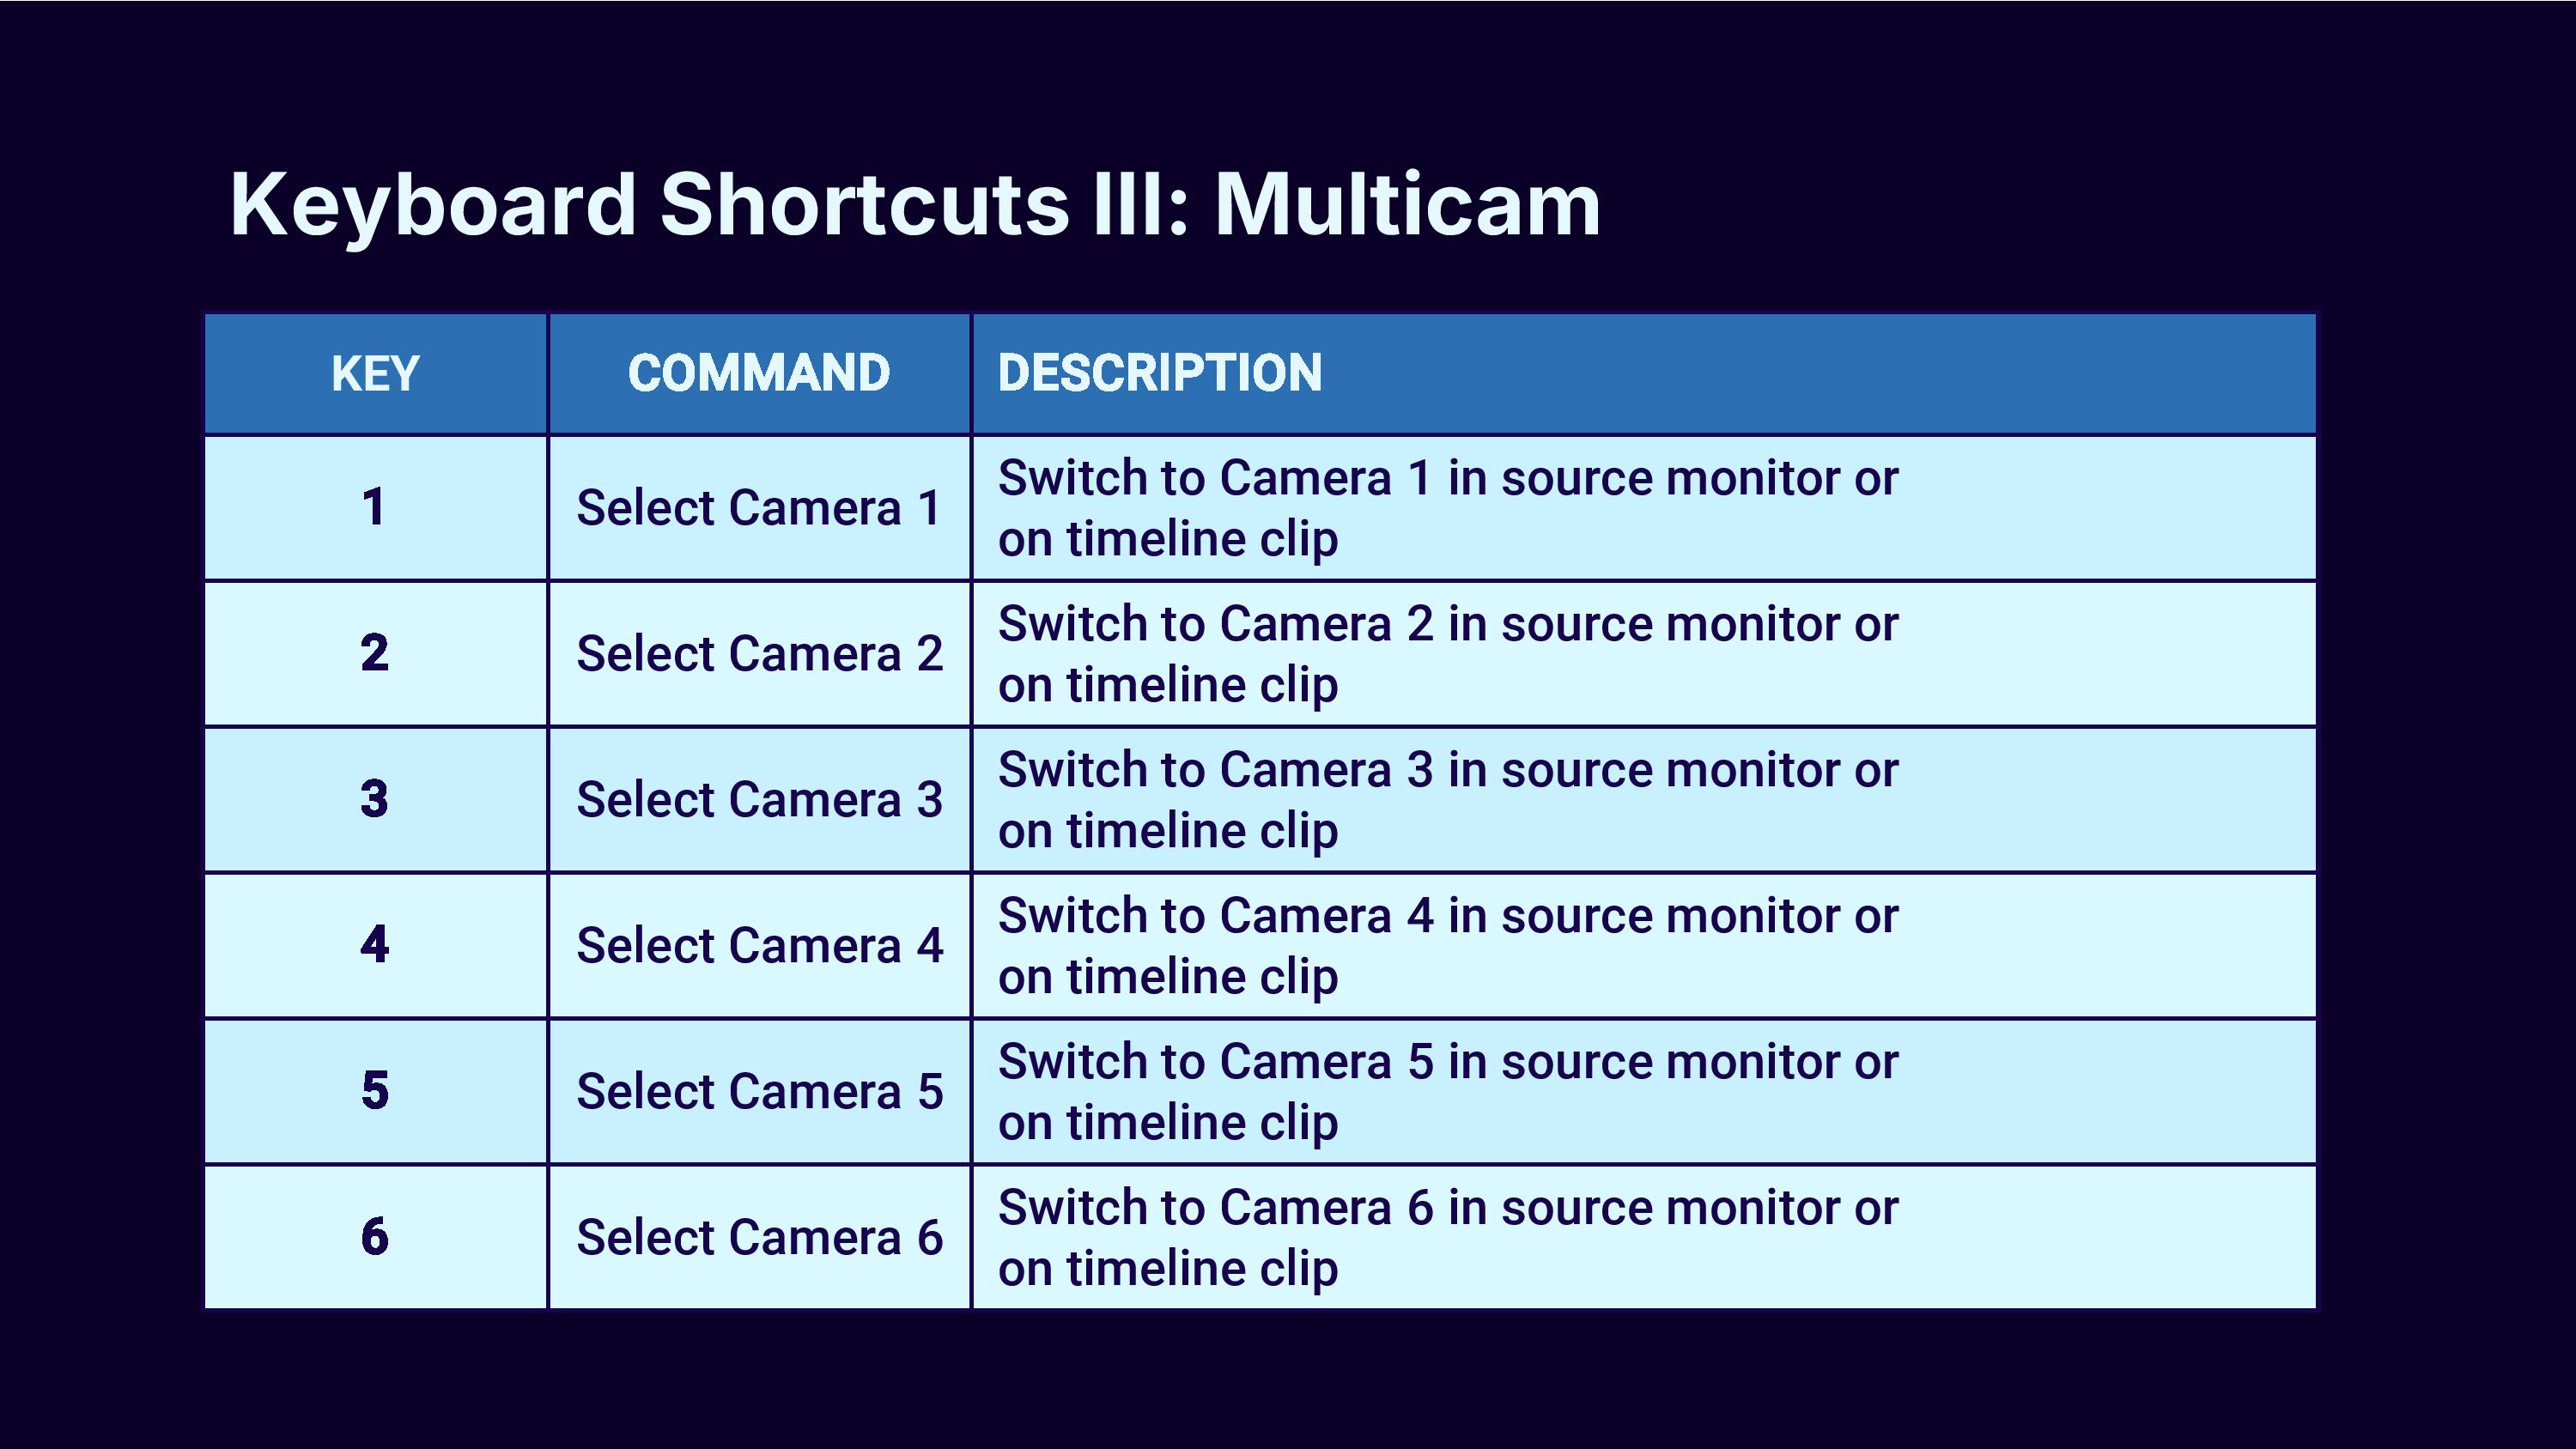 Keyboard Shortcuts III: Multicam
KEY COMMAND DESCRIPTION
1 Select Camera 1 Switch to Camera 1 in source monitor or
on timeline clip
2 Select Camera 2 Switch to Camera 2 in source monitor or
on timeline clip
3 Select Camera 3 Switch to Camera 3 in source monitor or
on timeline clip
4 Select Camera 4 Switch to Camera 4 in source monitor or
on timeline clip
5 Select Camera 5 Switch to Camera 5 in source monitor or
on timeline clip
6 Select Camera 6 Switch to Camera 6 in source monitor or
on timeline clip